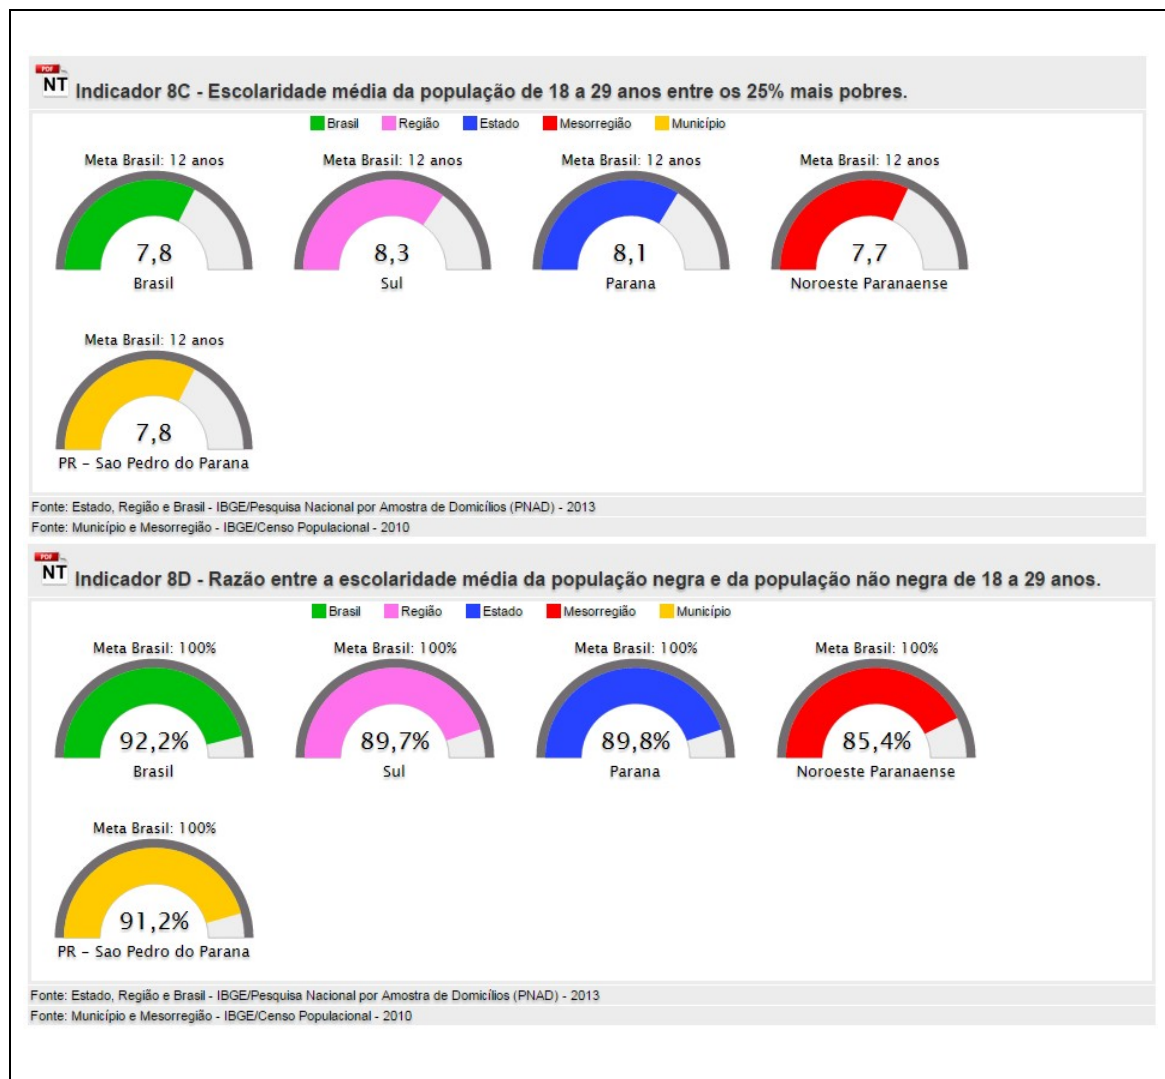 PDF
NT
Indicador 8C - Escolaridade média da população de 18 a 29 anos entre os 25% mais pobres.
Brasil Região Estado Mesorregião Município
Meta Brasil: 12 anos Meta Brasil: 12 anos Meta Brasil: 12 anos Meta Brasil: 12 anos
7,8 8,3 8,1 7,7
Brasil Sul Parana Noroeste Paranaense
Meta Brasil: 12 anos
7,8
PR - Sao Pedro do Parana
Fonte: Estado, Região e Brasil - IBGE/Pesquisa Nacional por Amostra de Domicílios (PNAD) - 2013
Fonte: Município e Mesorregião - IBGE/Censo Populacional - 2010
PDF
NT
Indicador 8D - Razão entre a escolaridade média da população negra e da população não negra de 18 a 29 anos.
Brasil Região Estado Mesorregião Município
Meta Brasil: 100% Meta Brasil: 100% Meta Brasil: 100% Meta Brasil: 100%
92,2% 89,7% 89,8% 85,4%
Brasil Sul Parana Noroeste Paranaense
Meta Brasil: 100%
91,2%
PR - Sao Pedro do Parana
Fonte: Estado, Região e Brasil - IBGE/Pesquisa Nacional por Amostra de Domicílios (PNAD) - 2013
Fonte: Município e Mesorregião - IBGE/Censo Populacional - 2010